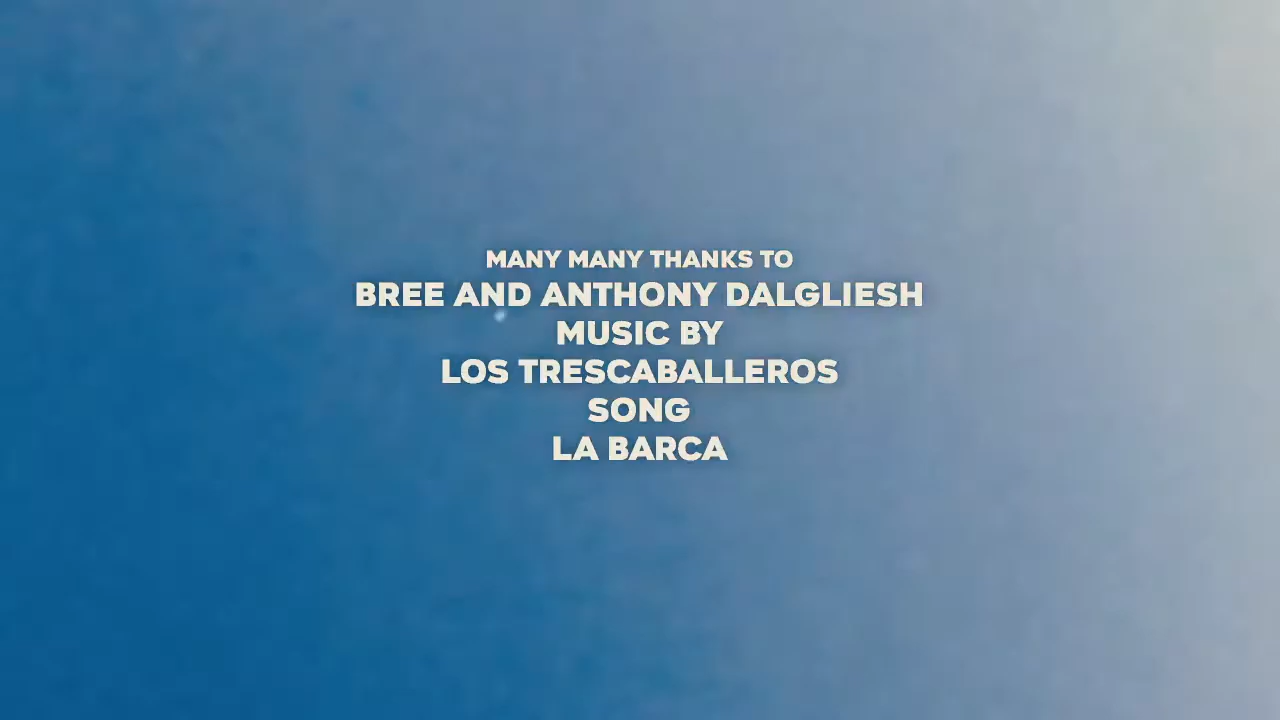 MANY MANY THANKS TO
BREE AND ANTHONY DALGLIESH
MUSIC BY
LOS TRESCABALLEROS
SONG
LA BARCA